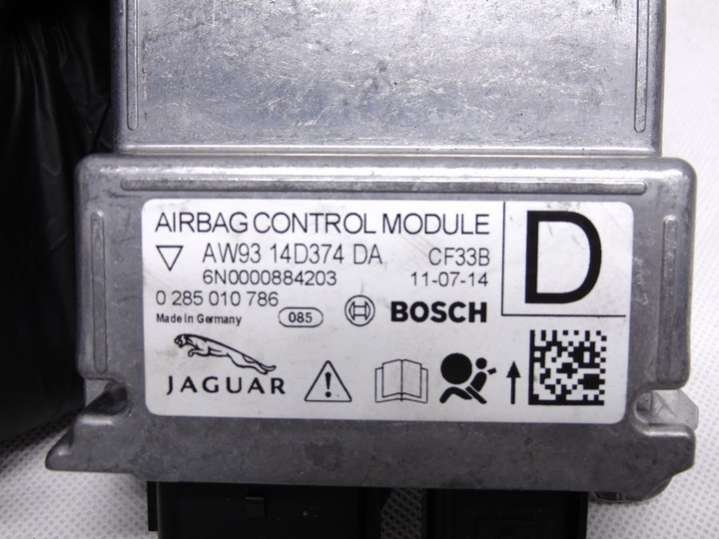 AIRBAG CONTROL MODULE
D
AW93 14D374 DA CF33B
6N0000884203 11-07-14
0 285 010 786
Made in Germany 085 BOSCH
JAGUAR